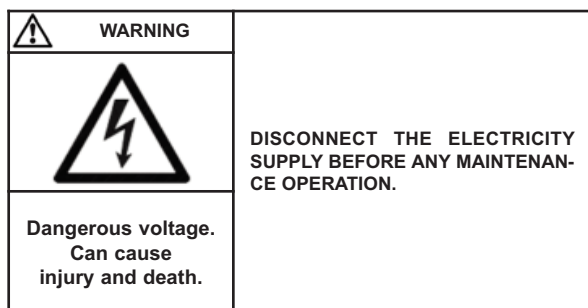 WARNING
DISCONNECT THE ELECTRICITY
SUPPLY BEFORE ANY MAINTENAN-
CE OPERATION.
Dangerous voltage.
Can cause
injury and death.